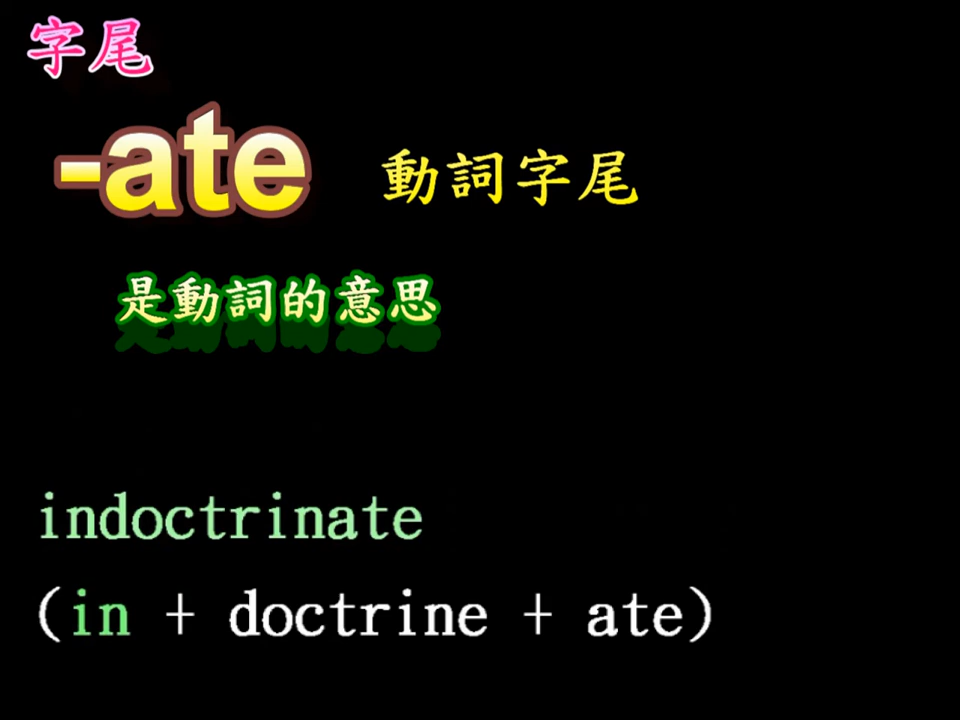 字尾
-ate 動詞字尾
是動詞的意思
indoctrinate
(in + doctrine + ate)